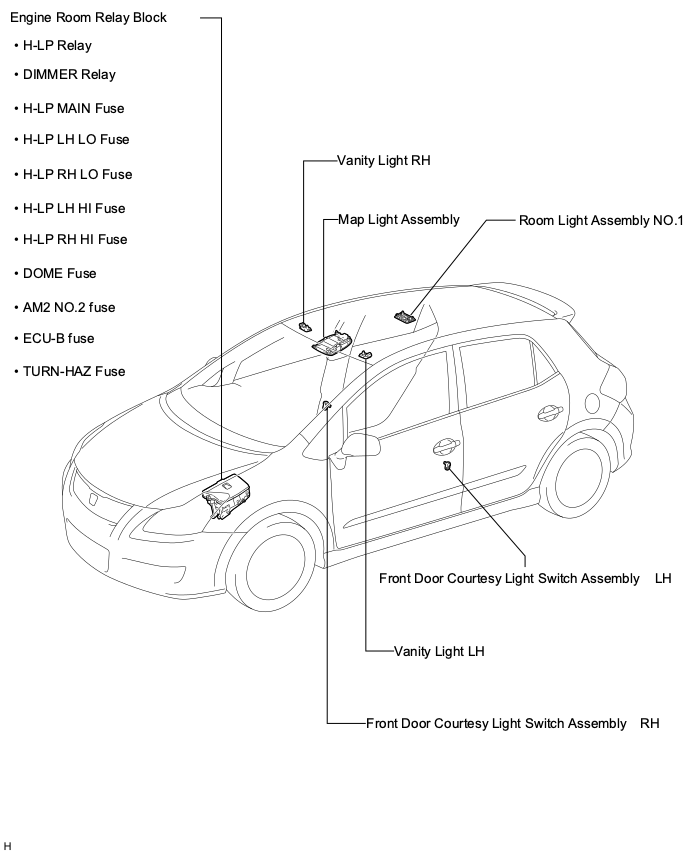 Engine Room Relay Block
• H-LP Relay
• DIMMER Relay
• H-LP MAIN Fuse
• H-LP LH LO Fuse
• H-LP RH LO Fuse
• H-LP LH HI Fuse
• H-LP RH HI Fuse
• DOME Fuse
• AM2 NO.2 fuse
• ECU-B fuse
• TURN-HAZ Fuse
Vanity Light RH
Map Light Assembly
Room Light Assembly NO.1
Front Door Courtesy Light Switch Assembly LH
Vanity Light LH
Front Door Courtesy Light Switch Assembly RH
H